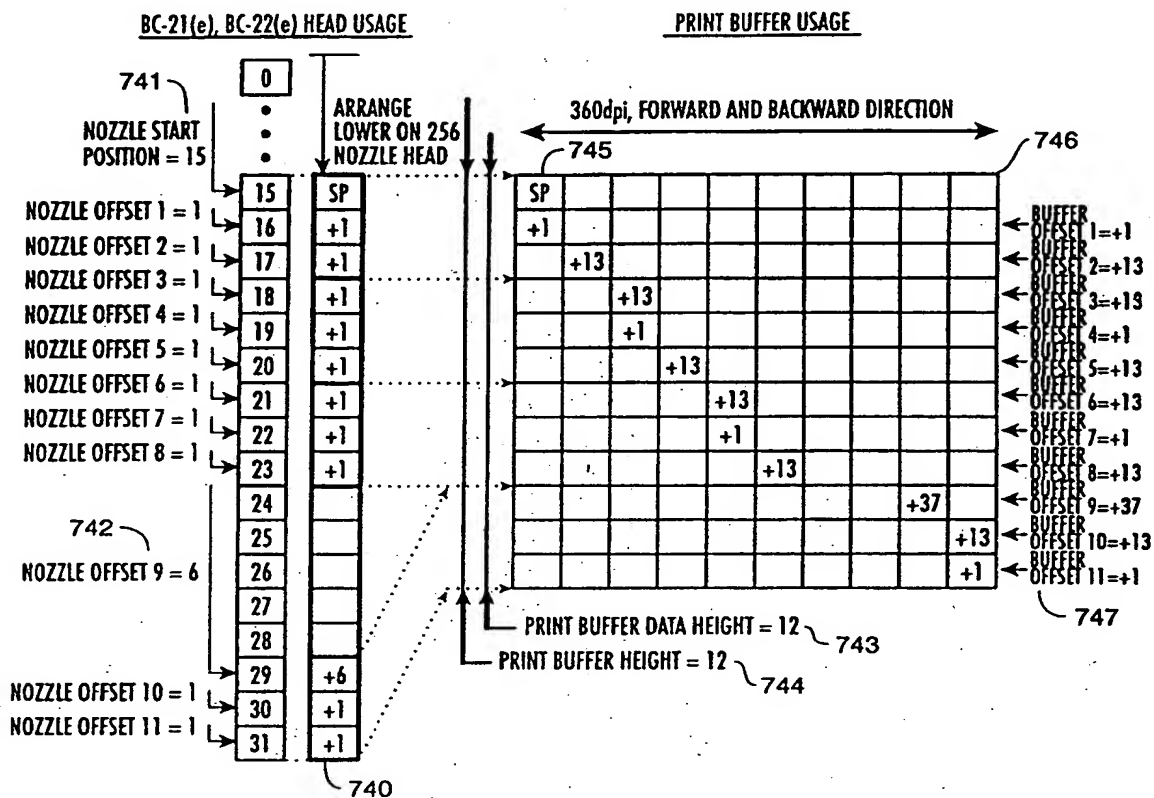 BC-21(e), BC-22(e) HEAD USAGE
PRINT BUFFER USAGE
741
0
NOZZLE START
POSITION = 15
ARRANGE
LOWER ON 256
NOZZLE HEAD
360dpi, FORWARD AND BACKWARD DIRECTION
745
746
15 SP SP
NOZZLE OFFSET 1 = 1
16 +1 +1
BUFFER
OFFSET 1=+1
NOZZLE OFFSET 2 = 1
17 +1 +13
BUFFER
OFFSET 2=+13
NOZZLE OFFSET 3 = 1
18 +1 +13
BUFFER
OFFSET 3=+13
NOZZLE OFFSET 4 = 1
19 +1 +1
BUFFER
OFFSET 4=+1
NOZZLE OFFSET 5 = 1
20 +1 +13
BUFFER
OFFSET 5=+13
NOZZLE OFFSET 6 = 1
21 +1 +13
BUFFER
OFFSET 6=+13
NOZZLE OFFSET 7 = 1
22 +1 +1
BUFFER
OFFSET 7=+1
NOZZLE OFFSET 8 = 1
23 +1 +13
BUFFER
OFFSET 8=+13
24 +37
BUFFER
OFFSET 9=+37
742
25 +13
BUFFER
OFFSET 10=+13
NOZZLE OFFSET 9 = 6
26 +1
BUFFER
OFFSET 11=+1
747
27
28
PRINT BUFFER DATA HEIGHT = 12 743
PRINT BUFFER HEIGHT = 12 744
29 +6
NOZZLE OFFSET 10 = 1
30 +1
NOZZLE OFFSET 11 = 1
31 +1
740